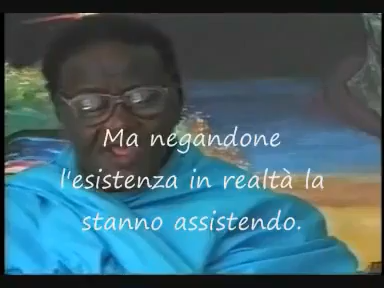 Ma negandone
l'esistenza in realtà la
stanno assistendo.